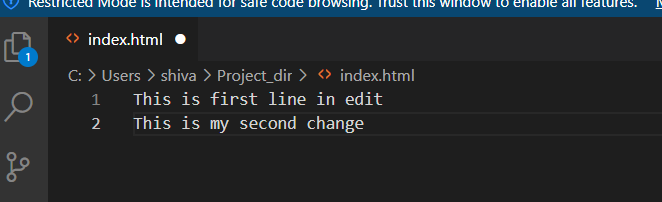 Restricted Mode is intended for safe code browsing. Trust this window to enable all features.
index.html
1
C: > Users > shiva > Project_dir > index.html
1 This is first line in edit
2 This is my second change